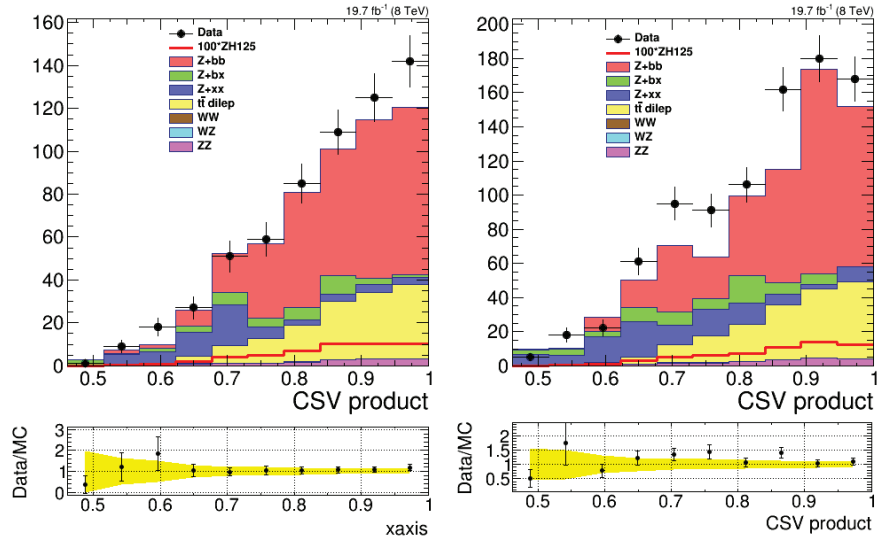 19.7 fb⁻¹ (8 TeV)
160
140
120
100
80
60
40
20
0
Data
100*ZH125
Z+bb
Z+bx
Z+xx
tt̄ dilep
WW
WZ
ZZ
0.5 0.6 0.7 0.8 0.9 1
CSV product
Data/MC
3
2
1
0
0.5 0.6 0.7 0.8 0.9 1
xaxis
19.7 fb⁻¹ (8 TeV)
200
180
160
140
120
100
80
60
40
20
0
Data
100*ZH125
Z+bb
Z+bx
Z+xx
tt̄ dilep
WW
WZ
ZZ
0.5 0.6 0.7 0.8 0.9 1
CSV product
Data/MC
2
1.5
1
0.5
0.5 0.6 0.7 0.8 0.9 1
CSV product